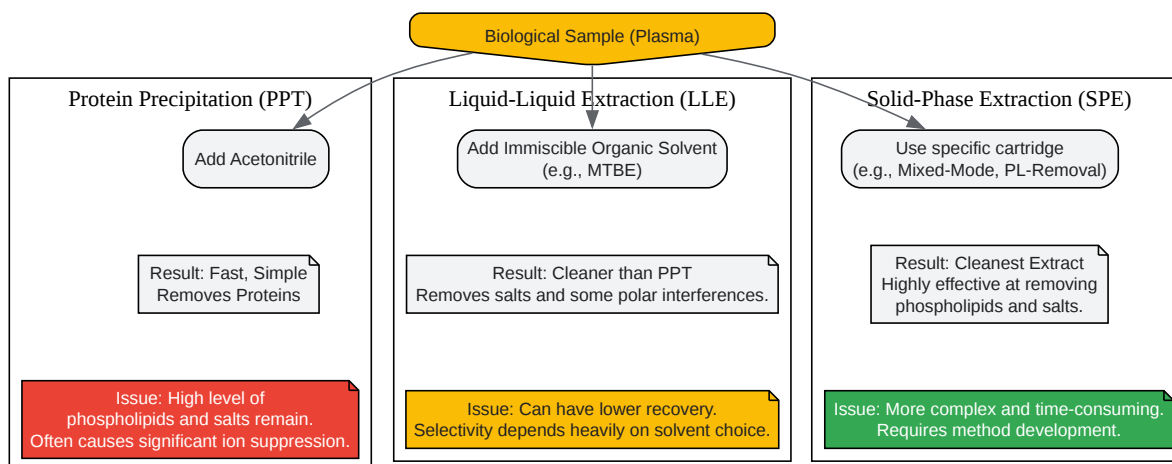 Biological Sample (Plasma)
Protein Precipitation (PPT)
Add Acetonitrile
Result: Fast, Simple
Removes Proteins
Issue: High level of
phospholipids and salts remain.
Often causes significant ion suppression.
Liquid-Liquid Extraction (LLE)
Add Immiscible Organic Solvent
(e.g., MTBE)
Result: Cleaner than PPT
Removes salts and some polar interferences.
Issue: Can have lower recovery.
Selectivity depends heavily on solvent choice.
Solid-Phase Extraction (SPE)
Use specific cartridge
(e.g., Mixed-Mode, PL-Removal)
Result: Cleanest Extract
Highly effective at removing
phospholipids and salts.
Issue: More complex and time-consuming.
Requires method development.